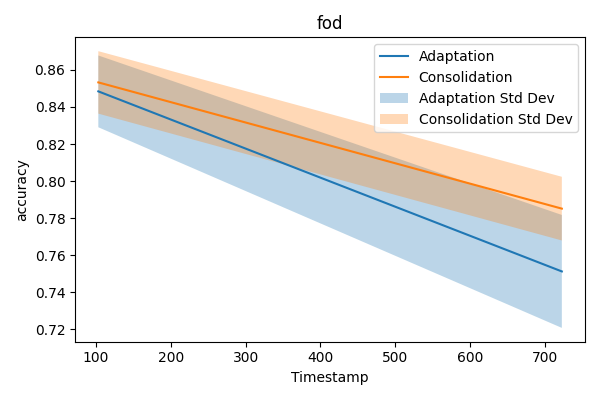 fod
Adaptation
Consolidation
Adaptation Std Dev
Consolidation Std Dev
accuracy
0.86
0.84
0.82
0.80
0.78
0.76
0.74
0.72
100 200 300 400 500 600 700
Timestamp